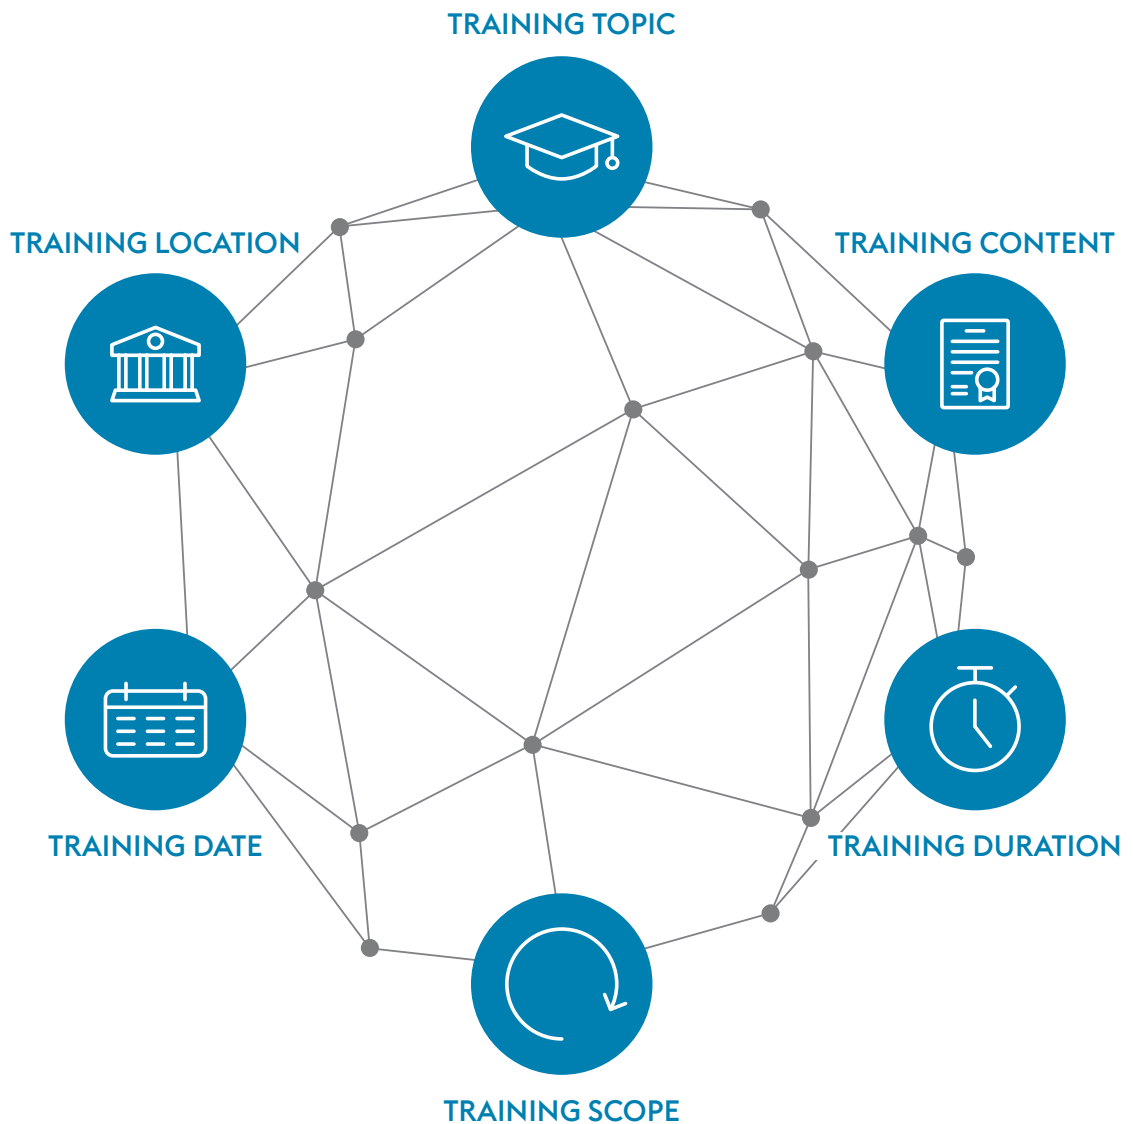 TRAINING TOPIC
TRAINING LOCATION
TRAINING CONTENT
TRAINING DATE
TRAINING DURATION
TRAINING SCOPE